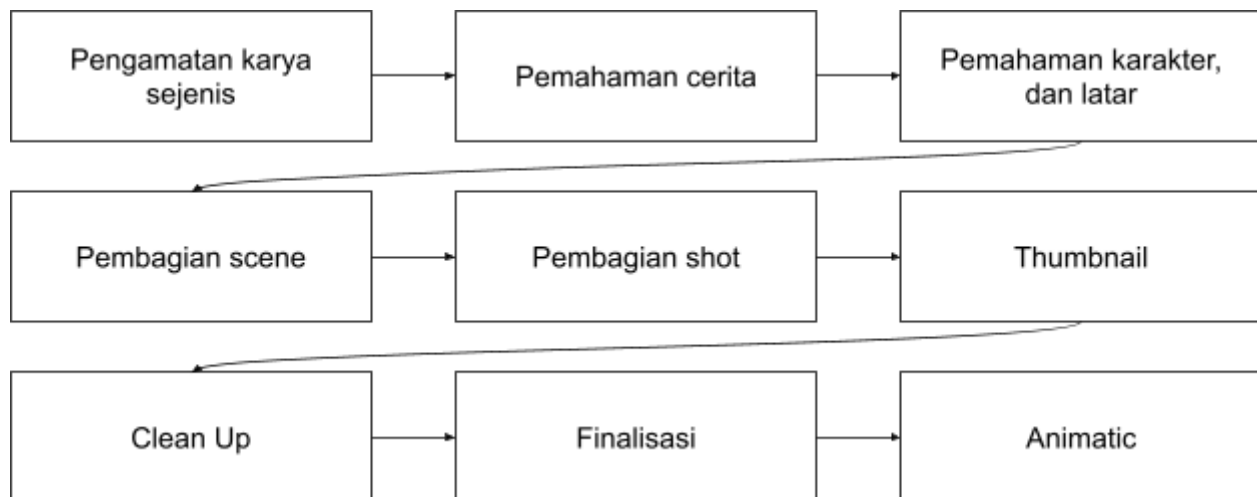 Pengamatan karya
sejenis
Pemahaman cerita
Pemahaman karakter,
dan latar
Pembagian scene
Pembagian shot
Thumbnail
Clean Up
Finalisasi
Animatic